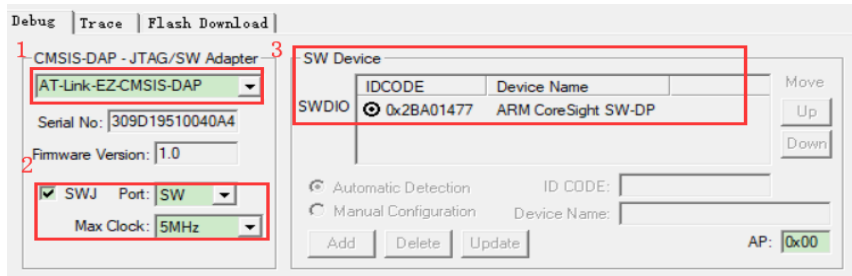 Debug Trace Flash Download
1 CMSIS-DAP - JTAG/SW Adapter
AT-Link-EZ-CMSIS-DAP
Serial No: 309D19510040A4
Firmware Version: 1.0
2
SWJ Port: SW
Max Clock: 5MHz
3 SW Device
IDCODE Device Name Move
SWDIO 0x2BA01477 ARM CoreSight SW-DP Up
Down
Automatic Detection ID CODE:
Manual Configuration Device Name:
Add Delete Update AP: 0x00